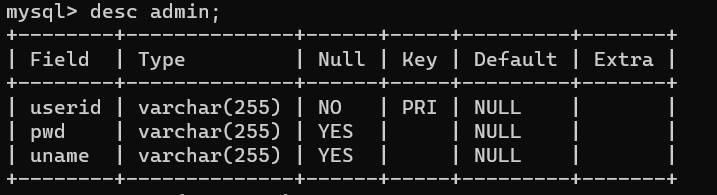 mysql> desc admin;
+--------+--------------+------+-----+---------+-------+
| Field  | Type         | Null | Key | Default | Extra |
+--------+--------------+------+-----+---------+-------+
| userid | varchar(255) | NO   | PRI | NULL    |       |
| pwd    | varchar(255) | YES  |     | NULL    |       |
| uname  | varchar(255) | YES  |     | NULL    |       |
+--------+--------------+------+-----+---------+-------+